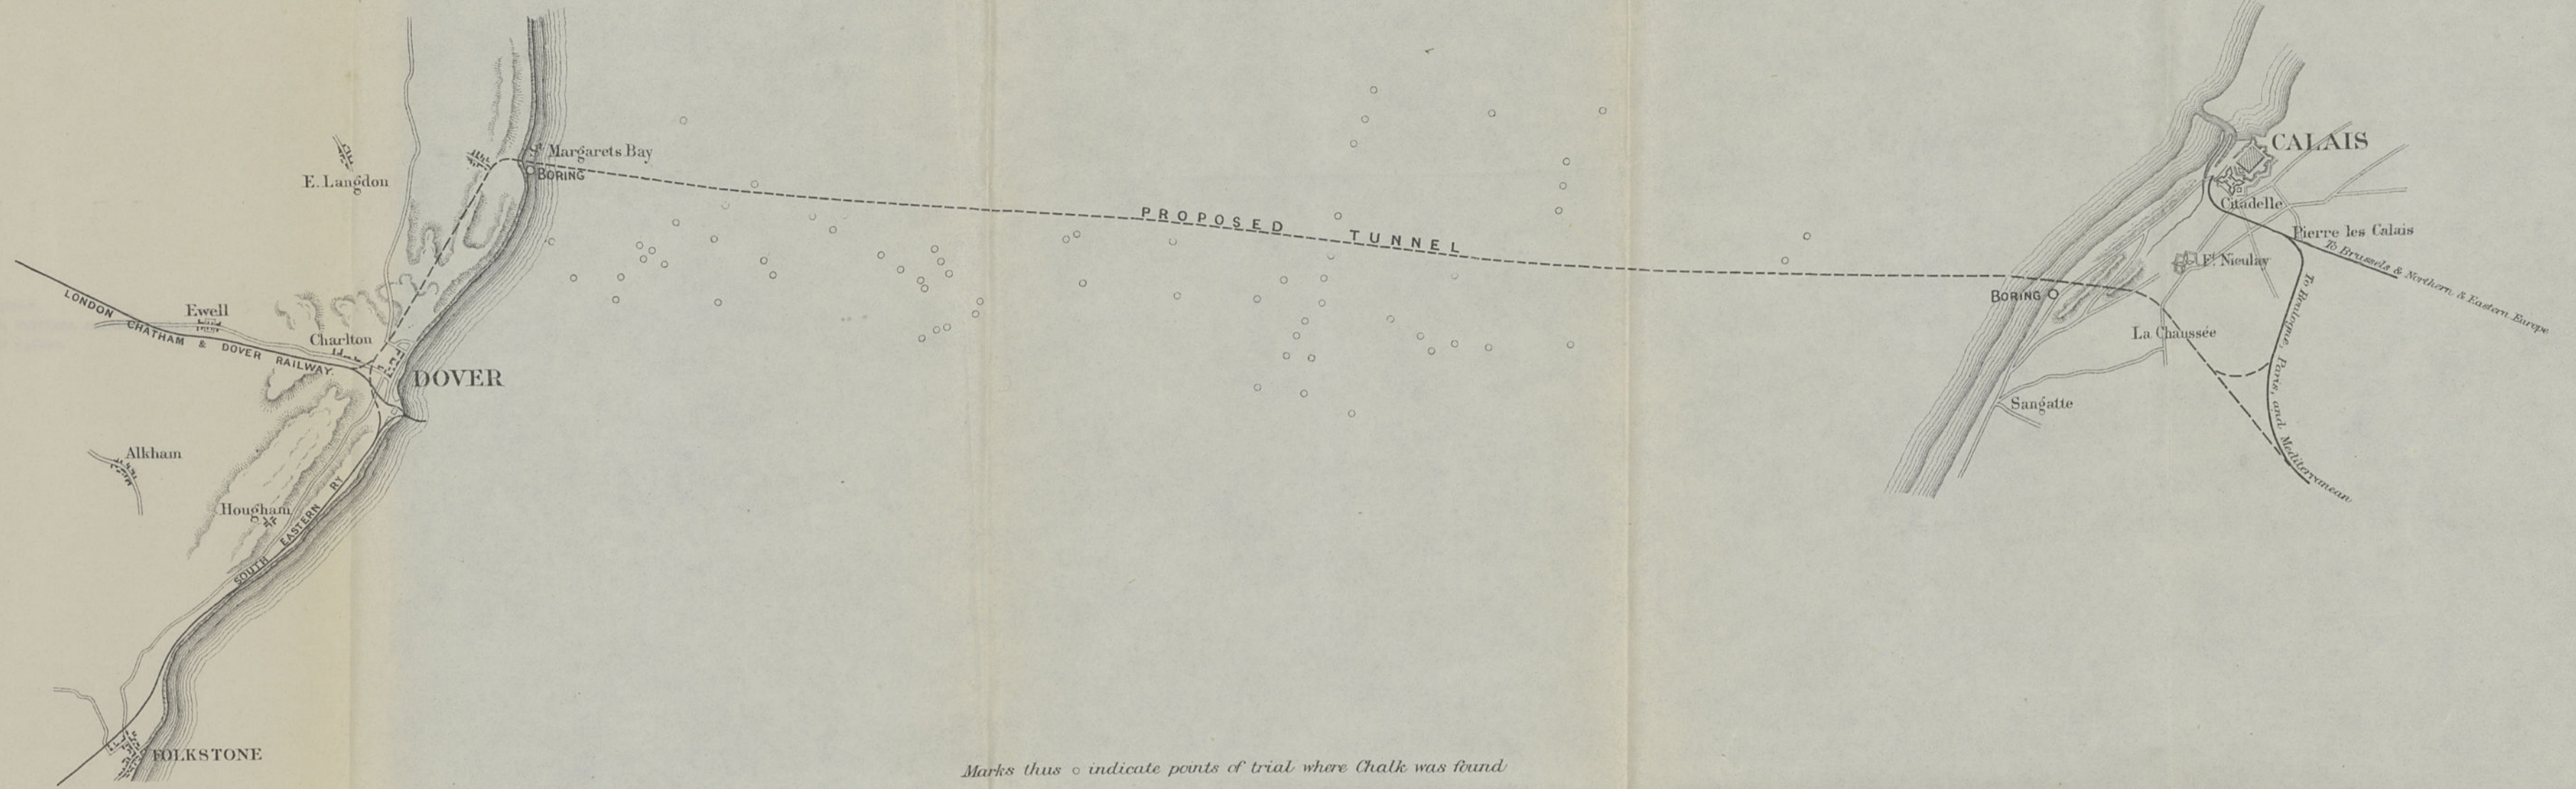 St Margarets Bay
BORING
E. Langdon
LONDON CHATHAM & DOVER RAILWAY.
Ewell
Charlton
DOVER
Alkham
Hougham
SOUTH EASTERN RY
FOLKSTONE
PROPOSED TUNNEL
CALAIS
Citadelle
Pierre les Calais
To Brussels & Northern & Eastern Europe
Ft. Nieulay
BORING
La Chaussée
To Boulogne, Paris, and Mediterranean
Sangatte
Marks thus o indicate points of trial where Chalk was found